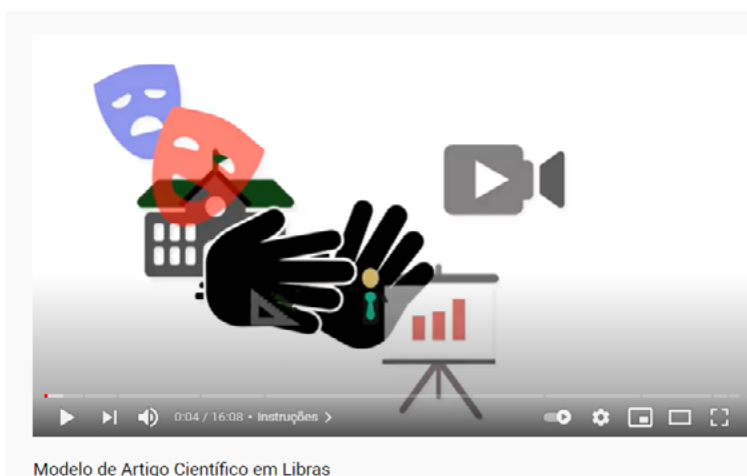 0:04 / 16:08 • Instruções >
Modelo de Artigo Científico em Libras